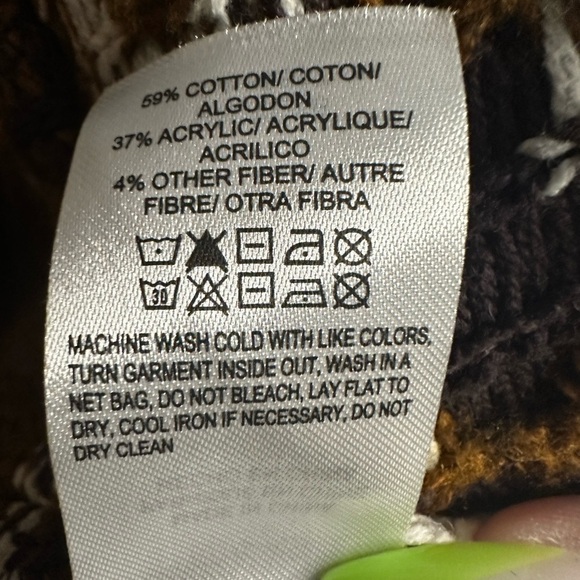 59% COTTON/ COTON/
ALGODON
37% ACRYLIC/ ACRYLIQUE/
ACRILICO
4% OTHER FIBER/ AUTRE
FIBRE/ OTRA FIBRA
30
MACHINE WASH COLD WITH LIKE COLORS,
TURN GARMENT INSIDE OUT, WASH IN A
NET BAG, DO NOT BLEACH, LAY FLAT TO
DRY, COOL IRON IF NECESSARY, DO NOT
DRY CLEAN